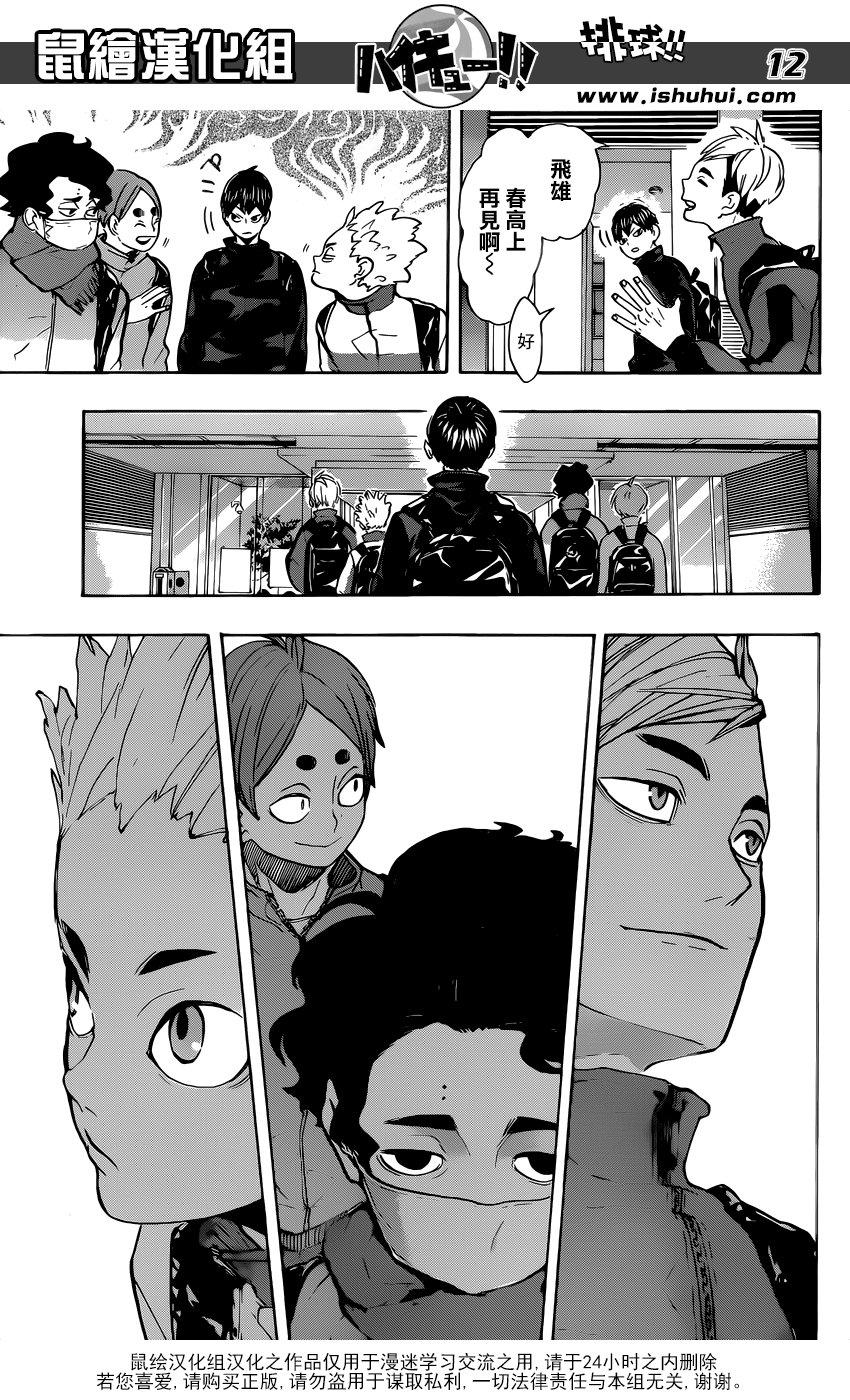 鼠繪漢化組
ハイキュー!!
排球!!
12
www.ishuhui.com
飛雄
春高上
再見啊~
好
鼠绘汉化组汉化之作品仅用于漫迷学习交流之用,请于24小时之内删除
若您喜爱,请购买正版,请勿盗用于谋取私利,一切法律责任与本组无关,谢谢。